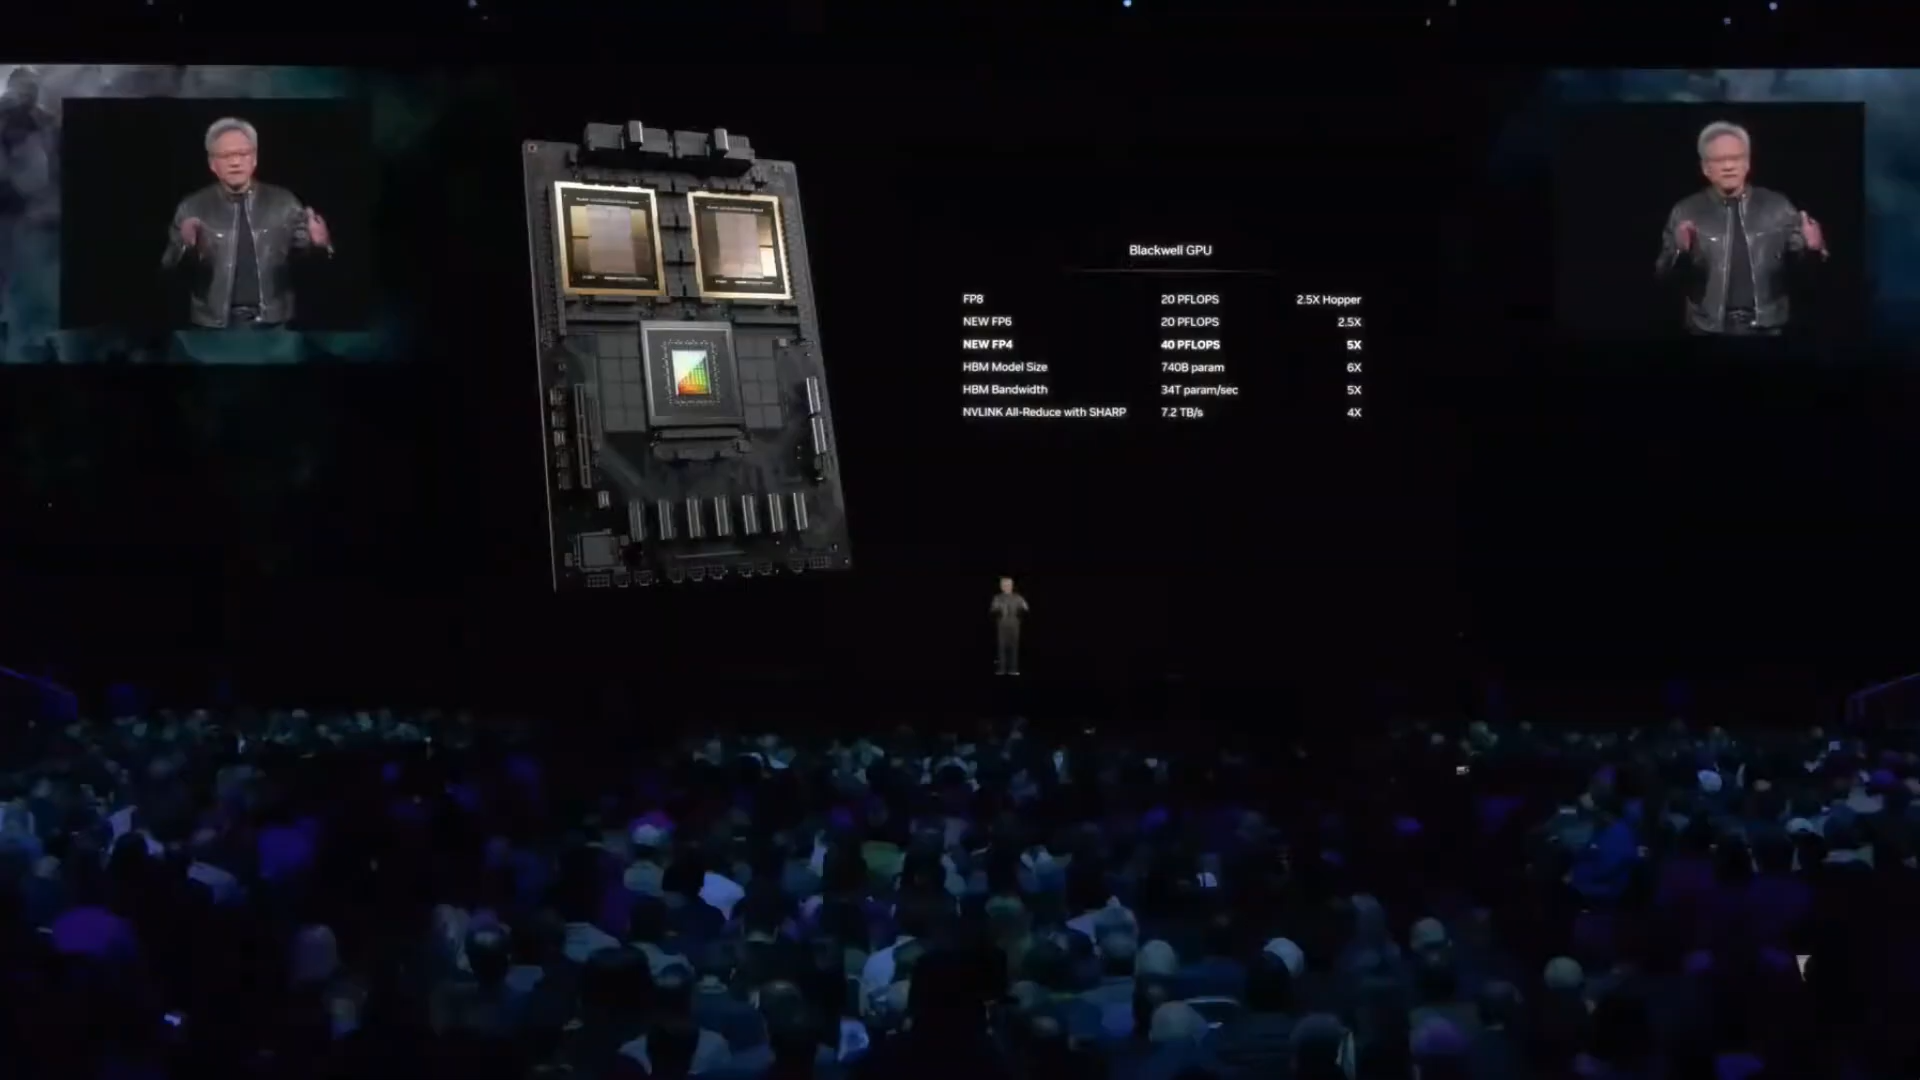 Blackwell GPU
FP8 20 PFLOPS 2.5X Hopper
NEW FP6 20 PFLOPS 2.5X
NEW FP4 40 PFLOPS 5X
HBM Model Size 740B param 6X
HBM Bandwidth 34T param/sec 5X
NVLINK All-Reduce with SHARP 7.2 TB/s 4X